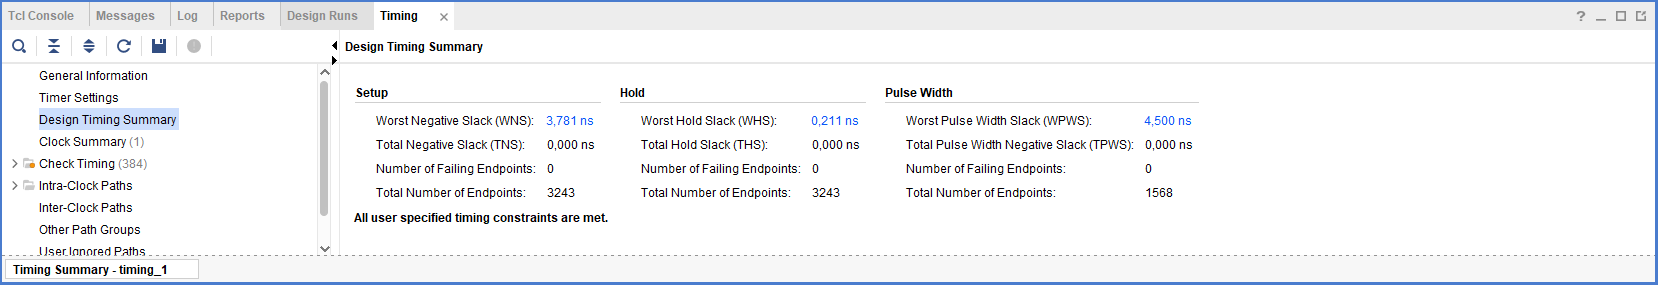 Tcl Console Messages Log Reports Design Runs Timing
Design Timing Summary
General Information
Timer Settings
Design Timing Summary
Clock Summary (1)
Check Timing (384)
Intra-Clock Paths
Inter-Clock Paths
Other Path Groups
User Ignored Paths
Setup Hold Pulse Width
Worst Negative Slack (WNS): 3,781 ns Worst Hold Slack (WHS): 0,211 ns Worst Pulse Width Slack (WPWS): 4,500 ns
Total Negative Slack (TNS): 0,000 ns Total Hold Slack (THS): 0,000 ns Total Pulse Width Negative Slack (TPWS): 0,000 ns
Number of Failing Endpoints: 0 Number of Failing Endpoints: 0 Number of Failing Endpoints: 0
Total Number of Endpoints: 3243 Total Number of Endpoints: 3243 Total Number of Endpoints: 1568
All user specified timing constraints are met.
Timing Summary - timing_1